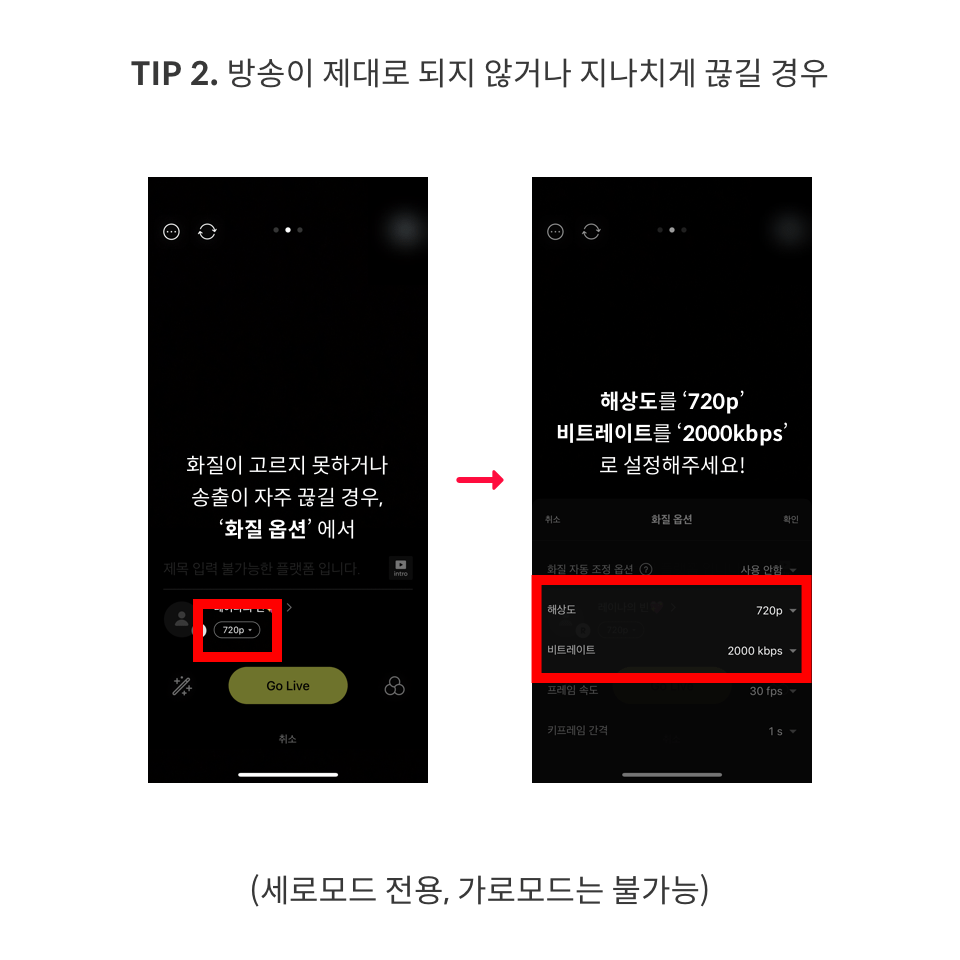 TIP 2. 방송이 제대로 되지 않거나 지나치게 끊길 경우
화질이 고르지 못하거나
송출이 자주 끊길 경우,
‘화질 옵션’ 에서
제목 입력 불가능한 플랫폼 입니다.
intro
720p
Go Live
취소
해상도를 ‘720p’
비트레이트를 ‘2000kbps’
로 설정해주세요!
취소 화질 옵션 확인
화질 자동 조정 옵션 ? 사용 안함
해상도 720p
비트레이트 2000 kbps
프레임 속도 30 fps
키프레임 간격 1 s
(세로모드 전용, 가로모드는 불가능)